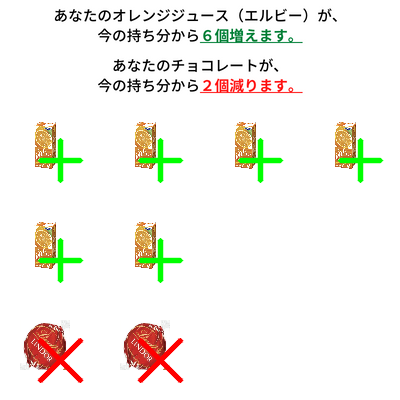 あなたのオレンジジュース（エルビー）が、
今の持ち分から６個増えます。
あなたのチョコレートが、
今の持ち分から２個減ります。
LINDOR
LINDOR